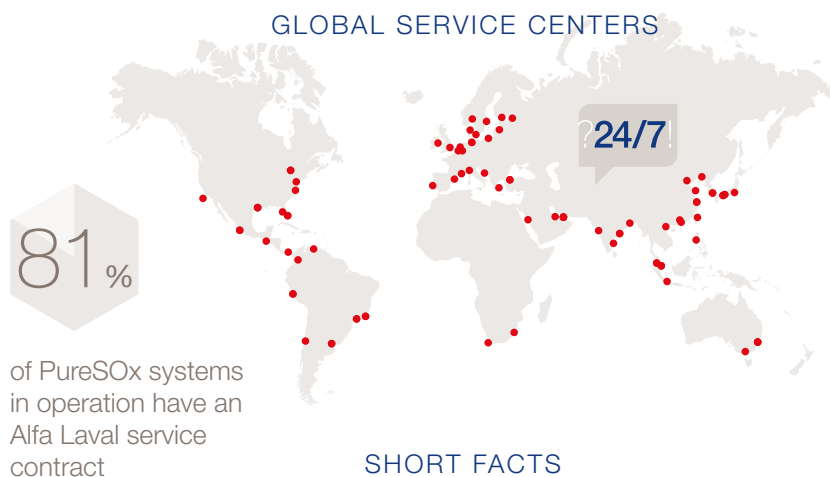 GLOBAL SERVICE CENTERS
?24/7!
81%
of PureSOx systems
in operation have an
Alfa Laval service
contract
SHORT FACTS